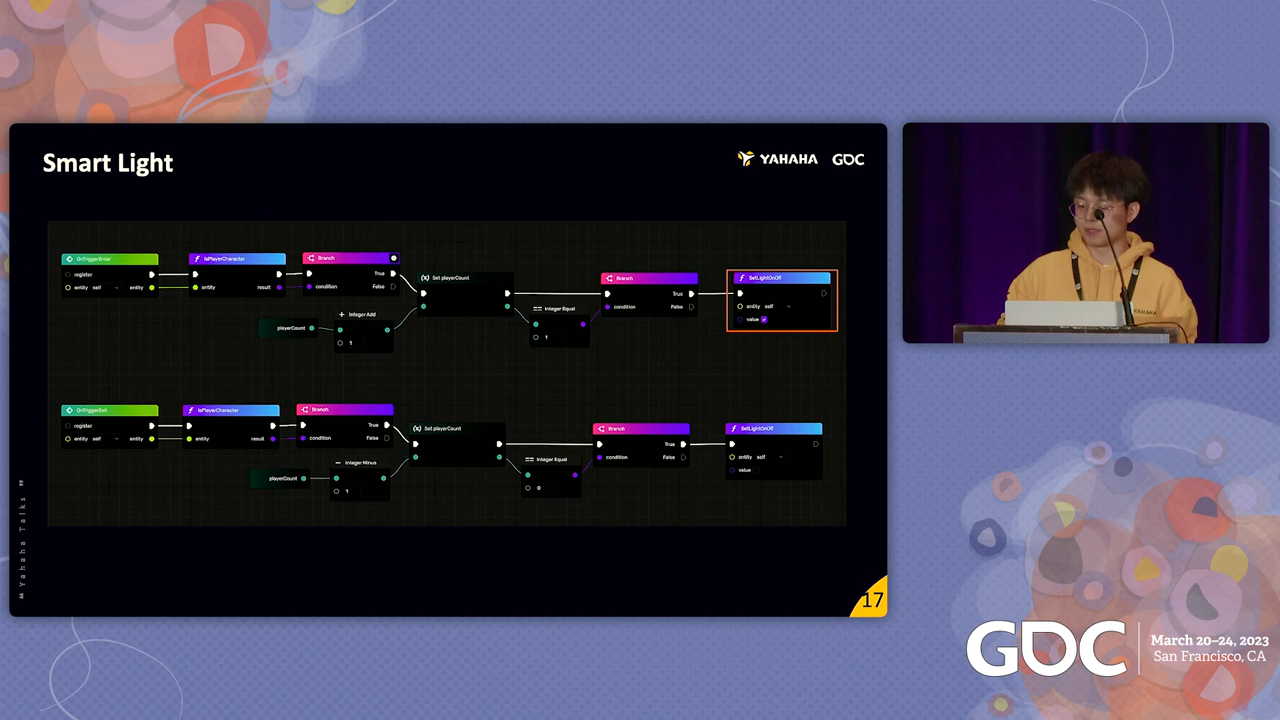 Smart Light
YAHAHA GDC
OnTriggerEnter
register
entity self entity
IsPlayerCharacter
entity result
Branch
True
condition False
playerCount
Integer Add
1
Set playerCount
Integer Equal
1
Branch
True
condition False
SetLightOnOff
entity self
value
OnTriggerExit
register
entity self entity
IsPlayerCharacter
entity result
Branch
True
condition False
playerCount
Integer Minus
1
Set playerCount
Integer Equal
0
Branch
True
condition False
SetLightOnOff
entity self
value
Yahaha Talks
17
YAHAHA
GDC
March 20–24, 2023
San Francisco, CA